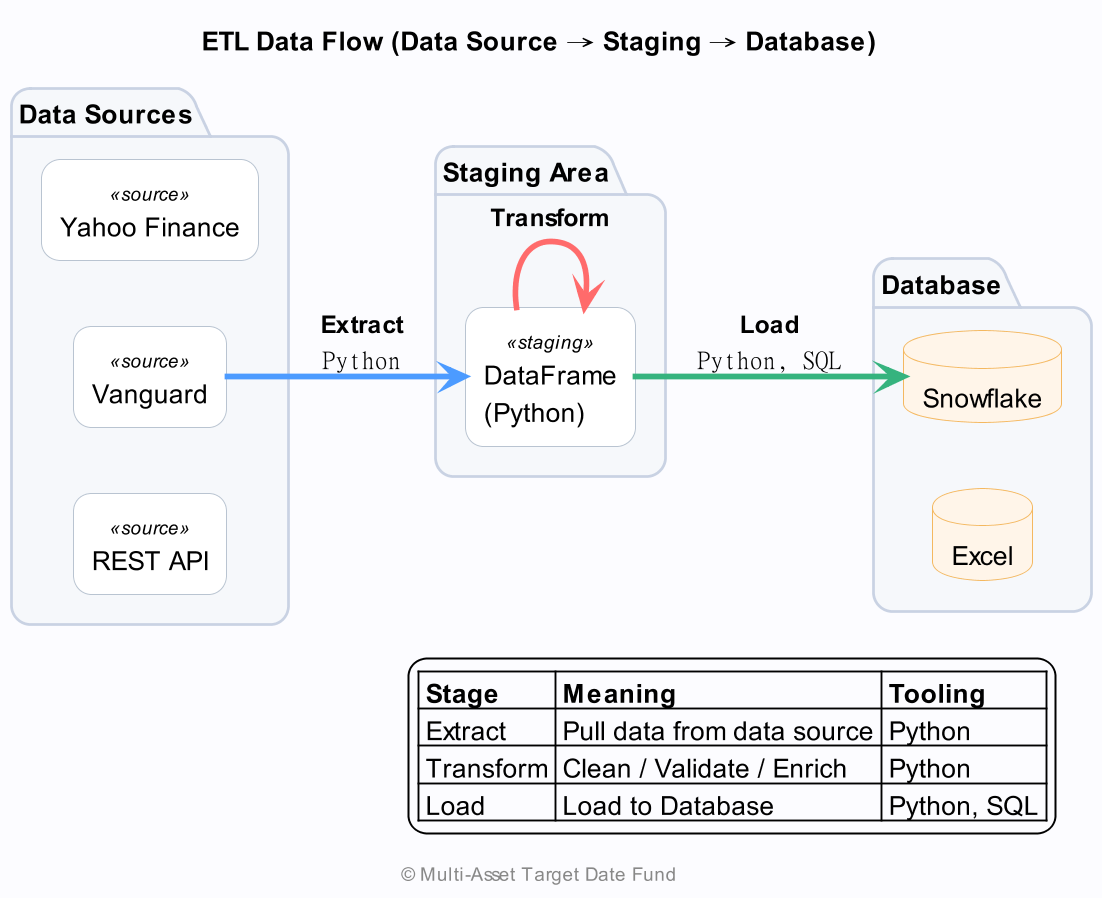 ETL Data Flow (Data Source → Staging → Database)
Data Sources
«source»
Yahoo Finance
«source»
Vanguard
«source»
REST API
Extract
Python
Staging Area
Transform
«staging»
DataFrame
(Python)
Load
Python, SQL
Database
Snowflake
Excel
Stage Meaning Tooling
Extract Pull data from data source Python
Transform Clean / Validate / Enrich Python
Load Load to Database Python, SQL
© Multi-Asset Target Date Fund